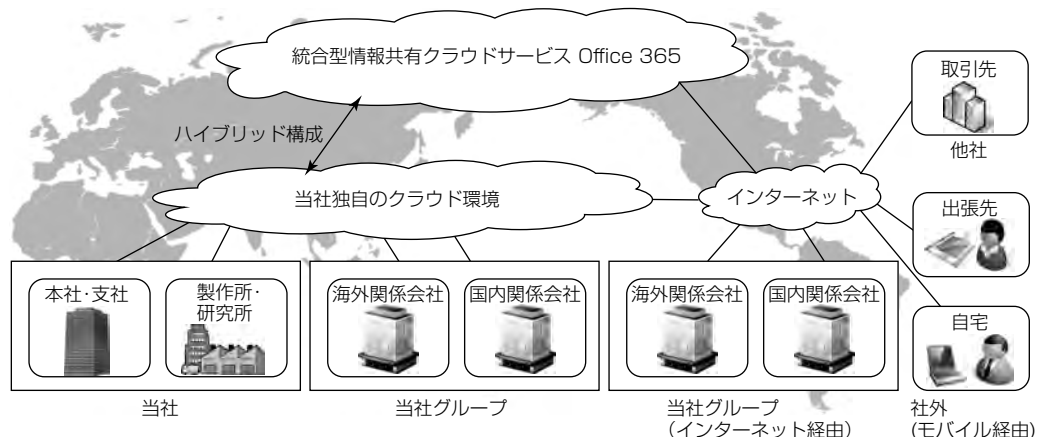 統合型情報共有クラウドサービス Office 365
ハイブリッド構成
当社独自のクラウド環境
インターネット
取引先
他社
出張先
自宅
社外
(モバイル経由)
本社・支社
製作所・
研究所
当社
海外関係会社
国内関係会社
当社グループ
海外関係会社
国内関係会社
当社グループ
(インターネット経由)